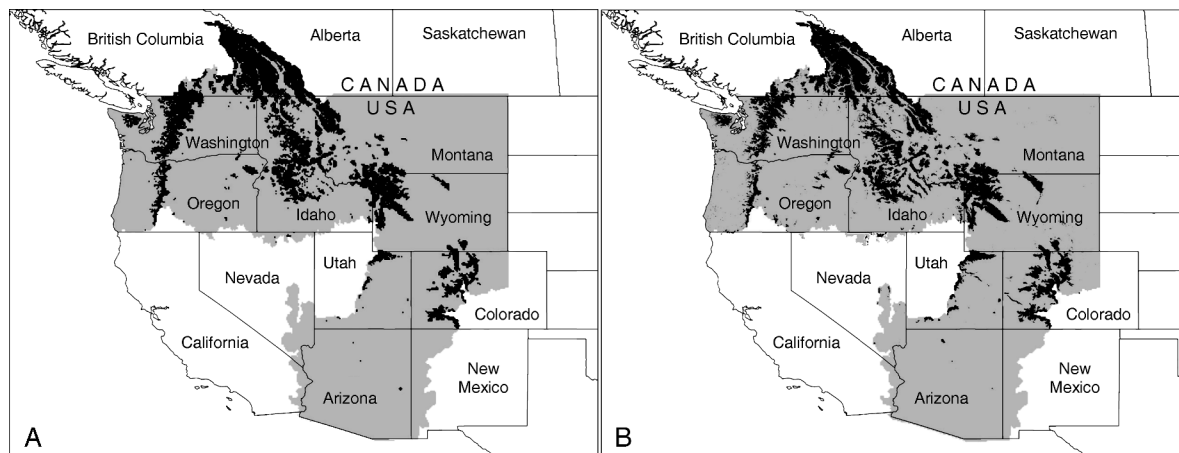 British Columbia
Alberta
Saskatchewan
CANADA
USA
Washington
Montana
Oregon
Idaho
Wyoming
Nevada
Utah
Colorado
California
Arizona
New
Mexico
A
British Columbia
Alberta
Saskatchewan
CANADA
USA
Washington
Montana
Oregon
Idaho
Wyoming
Nevada
Utah
Colorado
California
Arizona
New
Mexico
B